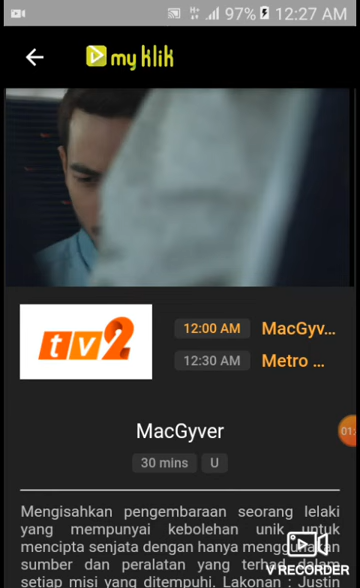 H+ 97% 12:27 AM
my klik
tv2
12:00 AM MacGyv...
12:30 AM Metro ...
01:
MacGyver
30 mins U
Mengisahkan pengembaraan seorang lelaki
yang mempunyai kebolehan unik untuk
mencipta senjata dengan hanya menggunakan
sumber dan peralatan yang terhad dalam
setiap misi yang ditempuhi. Lakonan : Justin
V RECORDER